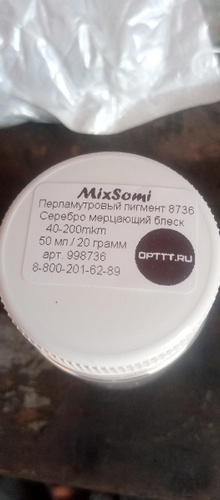 MixSomi
Перламутровый пигмент 8736
Серебро мерцающий блеск
40-200mkm
50 мл / 20 грамм
арт. 998736
8-800-201-62-89
OPTTT.RU